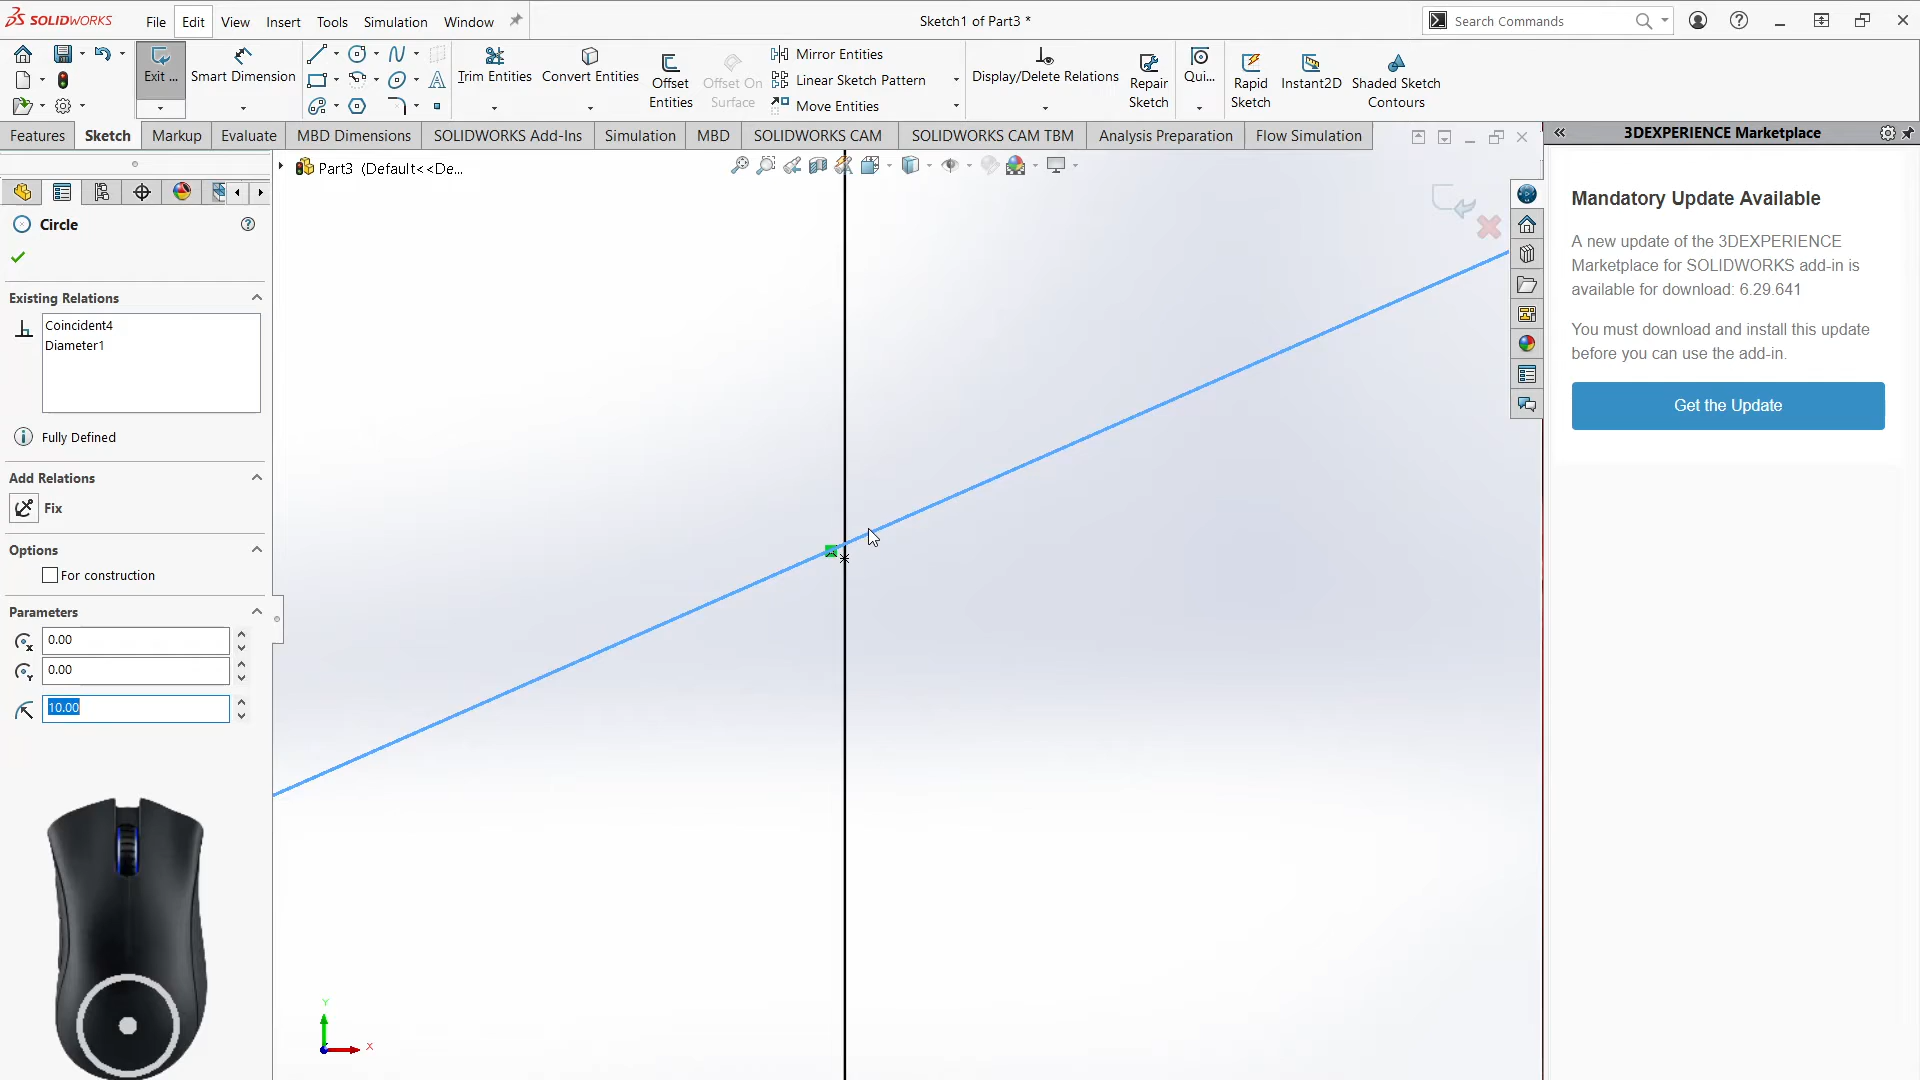 SOLIDWORKS
File
Edit
View
Insert
Tools
Simulation
Window
Sketch1 of Part3 *
Search Commands
Exit ...
Smart Dimension
Trim Entities
Convert Entities
Offset
Entities
Offset On
Surface
Mirror Entities
Linear Sketch Pattern
Move Entities
Display/Delete Relations
Repair
Sketch
Qui...
Rapid
Sketch
Instant2D
Shaded Sketch
Contours
Features
Sketch
Markup
Evaluate
MBD Dimensions
SOLIDWORKS Add-Ins
Simulation
MBD
SOLIDWORKS CAM
SOLIDWORKS CAM TBM
Analysis Preparation
Flow Simulation
3DEXPERIENCE Marketplace
Part3 (Default<<De...
Circle
Existing Relations
Coincident4
Diameter1
Fully Defined
Add Relations
Fix
Options
For construction
Parameters
0.00
0.00
10.00
Y
X
Mandatory Update Available
A new update of the 3DEXPERIENCE
Marketplace for SOLIDWORKS add-in is
available for download: 6.29.641
You must download and install this update
before you can use the add-in.
Get the Update